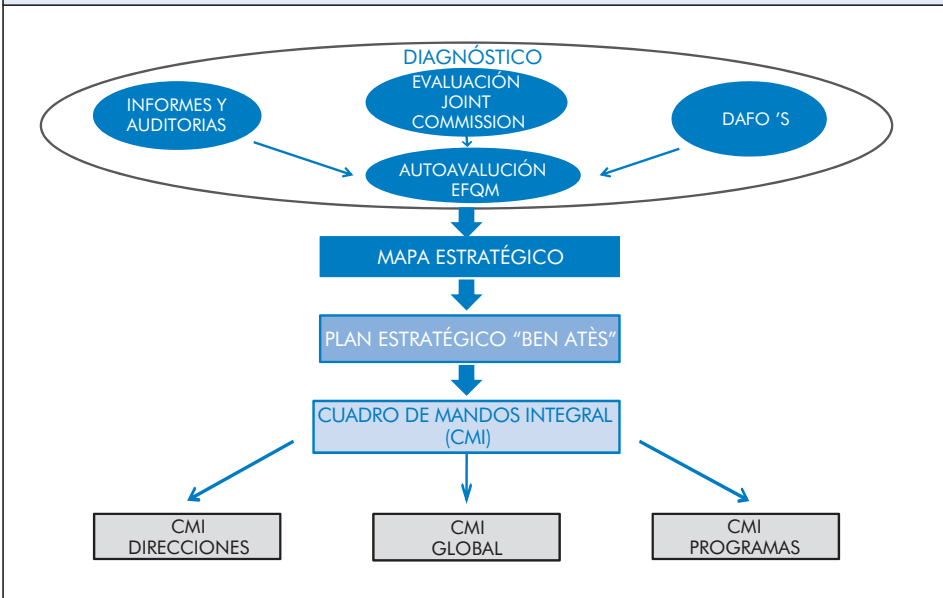 DIAGNÓSTICO
INFORMES Y
AUDITORIAS
EVALUACIÓN
JOINT
COMMISSION
DAFO ‘S
AUTOAVALUCIÓN
EFQM
MAPA ESTRATÉGICO
PLAN ESTRATÉGICO “BEN ATÈS”
CUADRO DE MANDOS INTEGRAL
(CMI)
CMI
DIRECCIONES
CMI
GLOBAL
CMI
PROGRAMAS